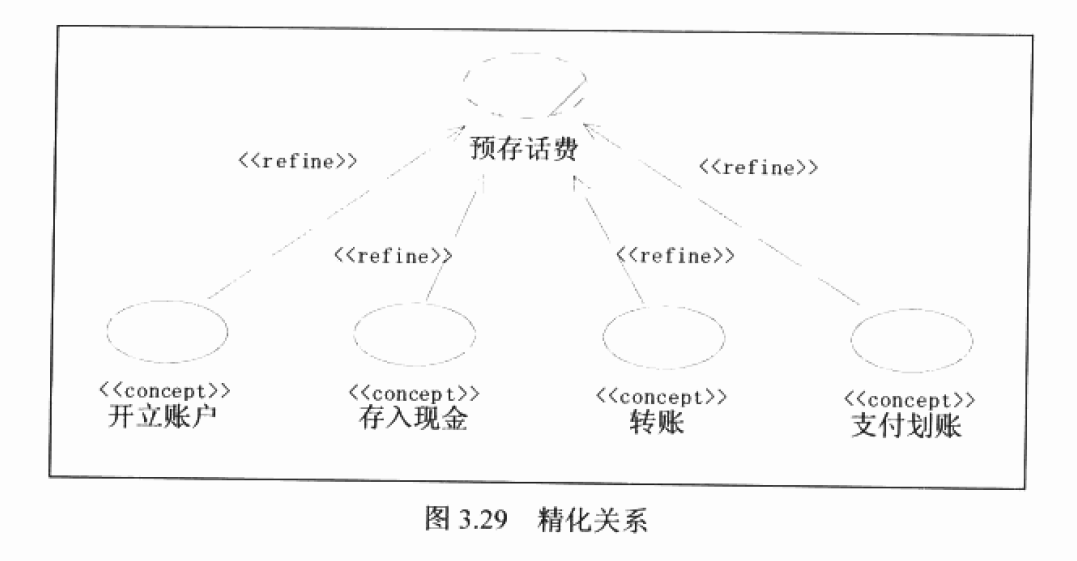 预存话费
<<refine>>
<<refine>>
<<refine>>
<<refine>>
<<concept>>
开立账户
<<concept>>
存入现金
<<concept>>
转账
<<concept>>
支付划账
图 3.29 精化关系